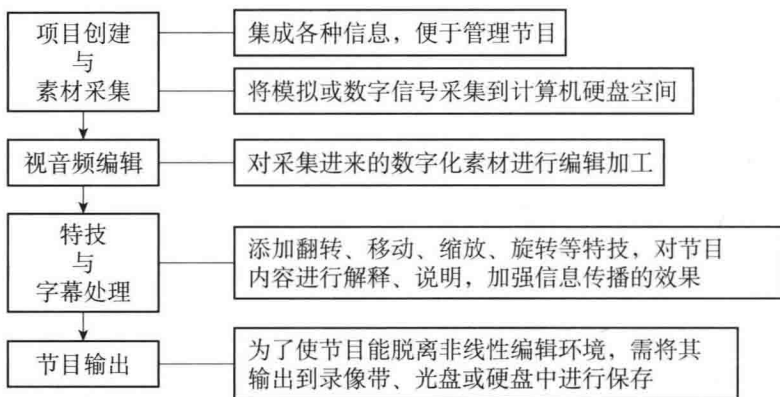 项目创建
与
素材采集
集成各种信息，便于管理节目
将模拟或数字信号采集到计算机硬盘空间
视音频编辑
对采集进来的数字化素材进行编辑加工
特技
与
字幕处理
添加翻转、移动、缩放、旋转等特技，对节目
内容进行解释、说明，加强信息传播的效果
节目输出
为了使节目能脱离非线性编辑环境，需将其
输出到录像带、光盘或硬盘中进行保存